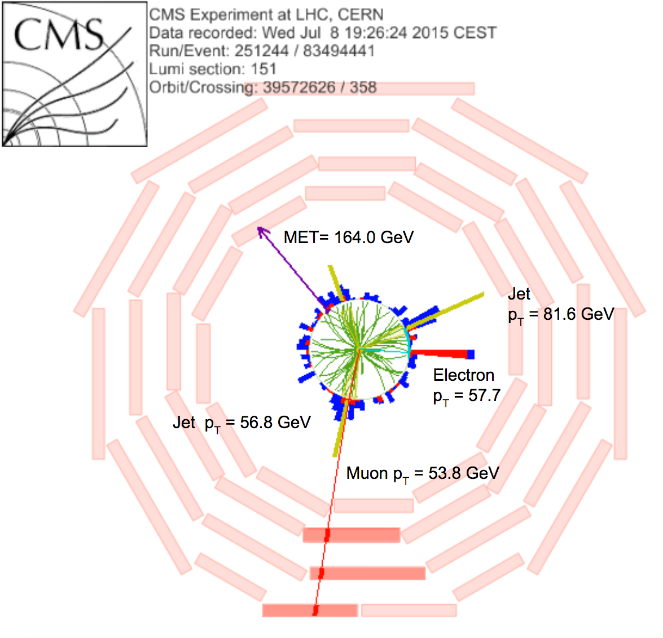 CMS
CMS Experiment at LHC, CERN
Data recorded: Wed Jul 8 19:26:24 2015 CEST
Run/Event: 251244 / 83494441
Lumi section: 151
Orbit/Crossing: 39572626 / 358
MET= 164.0 GeV
Jet
pT = 81.6 GeV
Electron
pT = 57.7
Jet pT = 56.8 GeV
Muon pT = 53.8 GeV